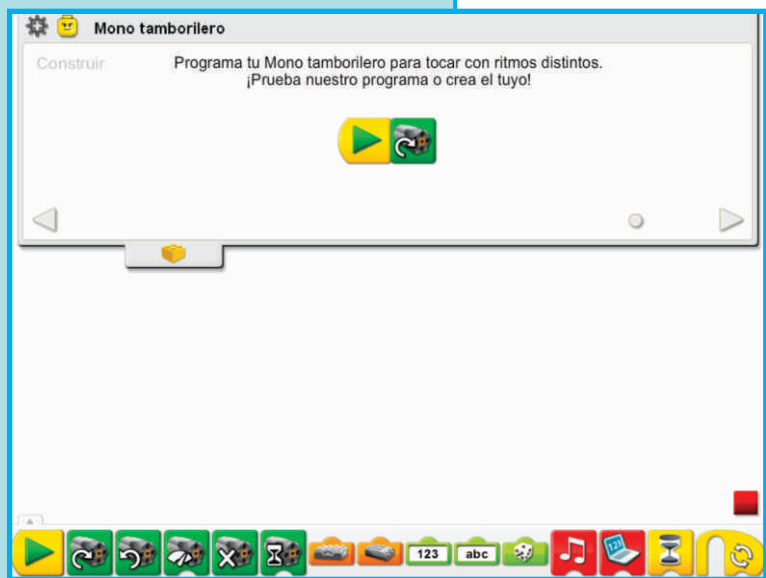 Mono tamborilero
Construir
Programa tu Mono tamborilero para tocar con ritmos distintos.
¡Prueba nuestro programa o crea el tuyo!
123
abc
123